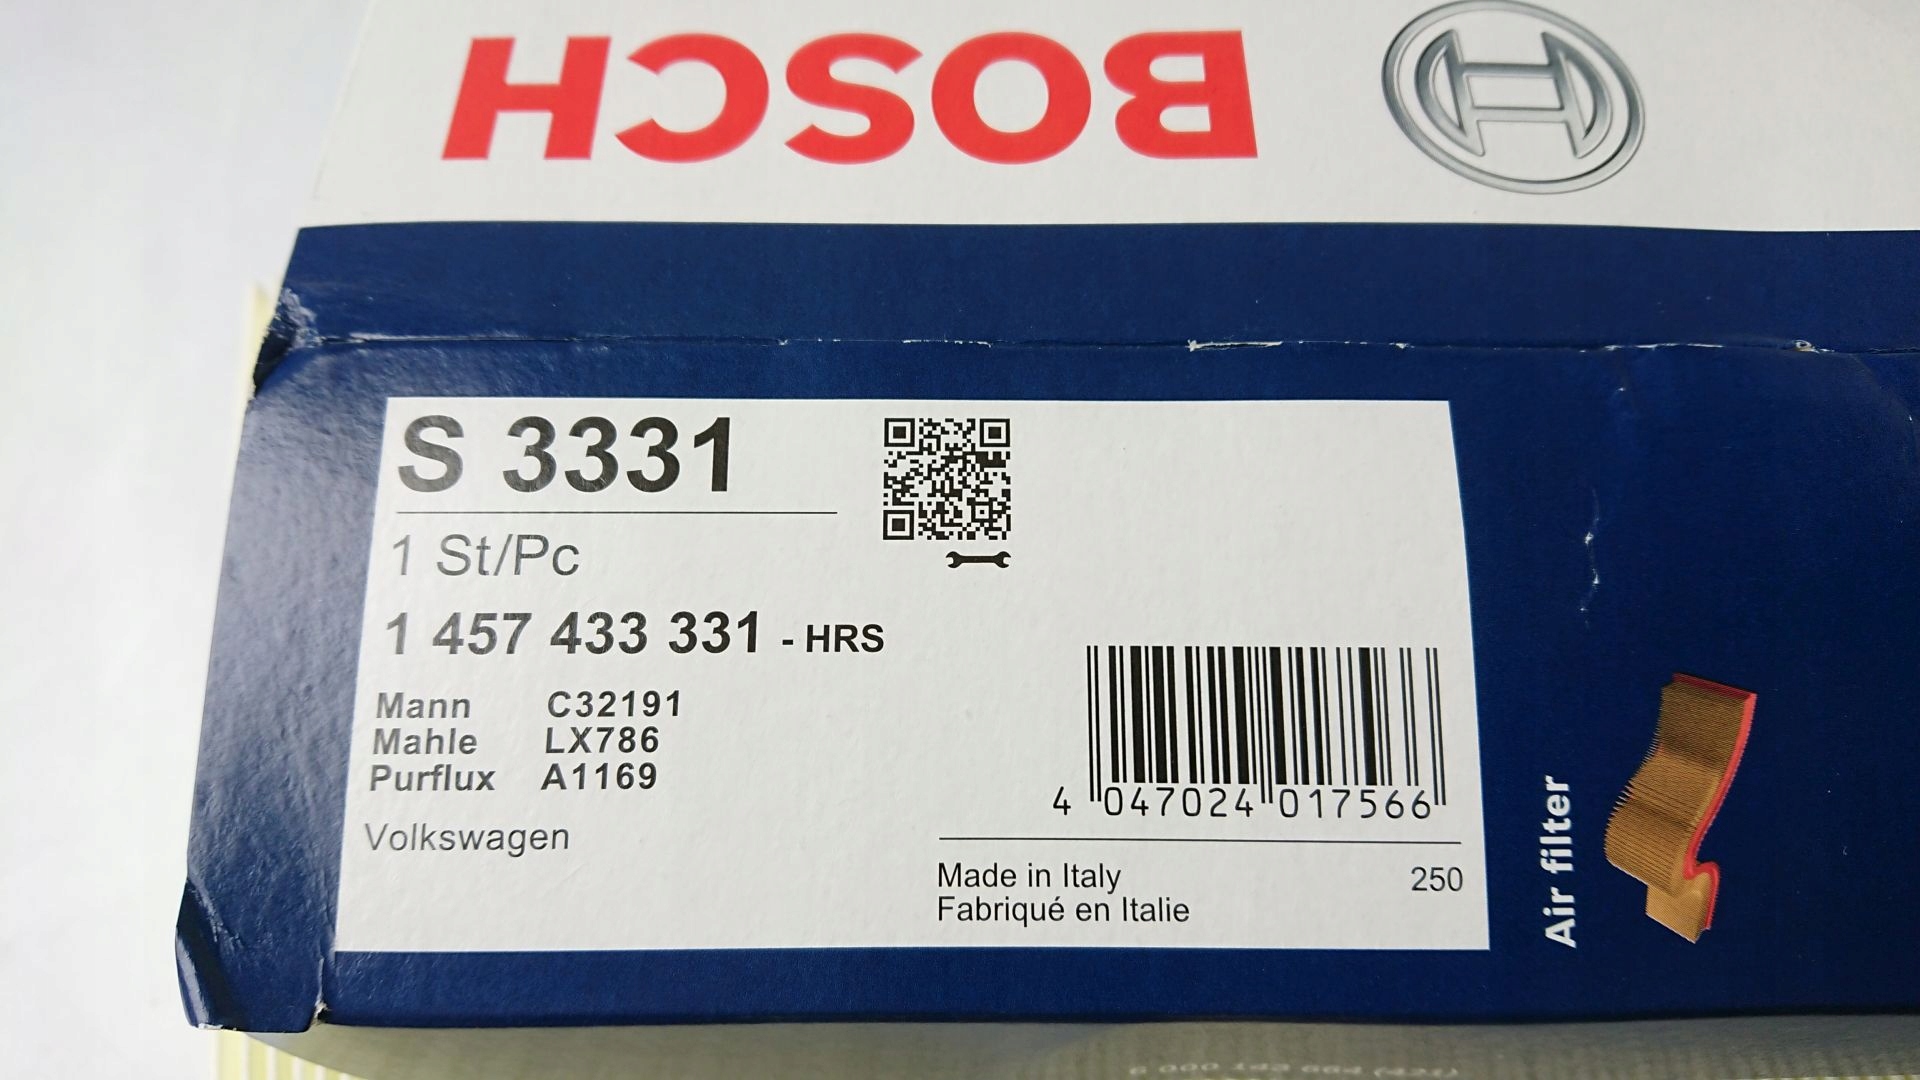 BOSCH
S 3331
1 St/Pc
1 457 433 331 - HRS
Mann C32191
Mahle LX786
Purflux A1169
Volkswagen
4 047024 017566
Made in Italy
Fabriqué en Italie
250
Air filter